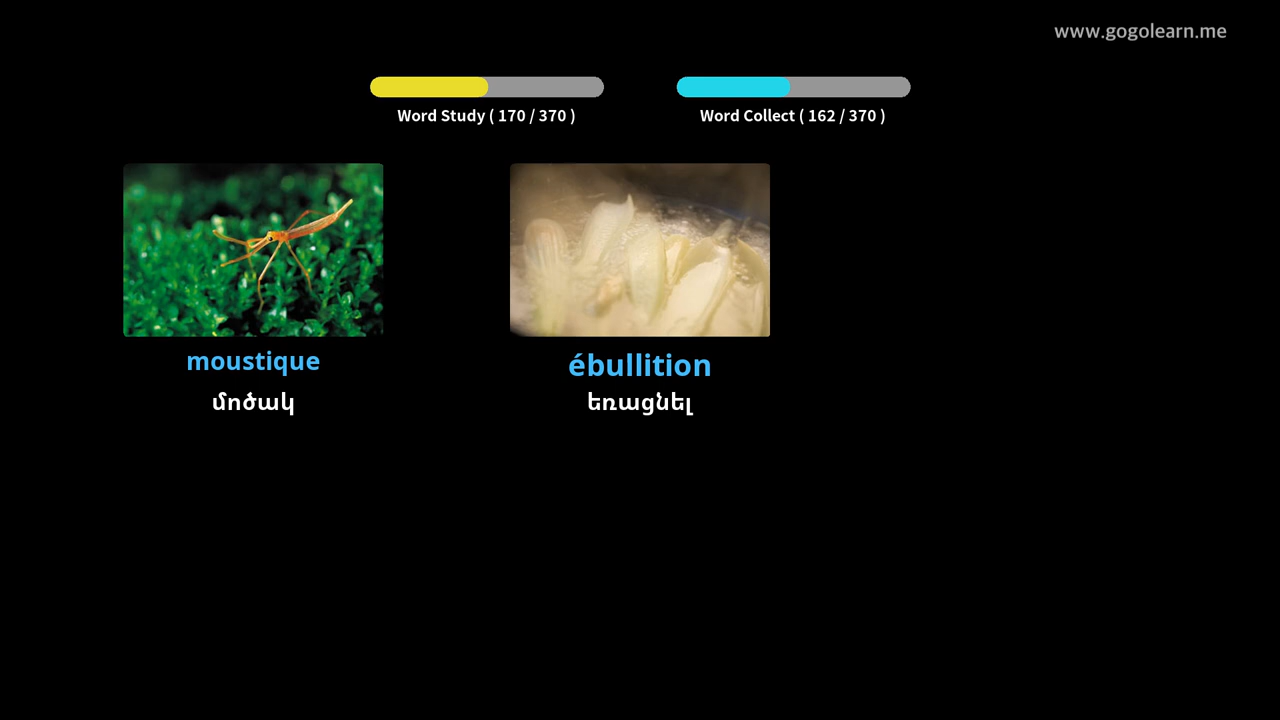 www.gogolearn.me
Word Study ( 170 / 370 )
Word Collect ( 162 / 370 )
moustique
մոծակ
ébullition
եռացնել